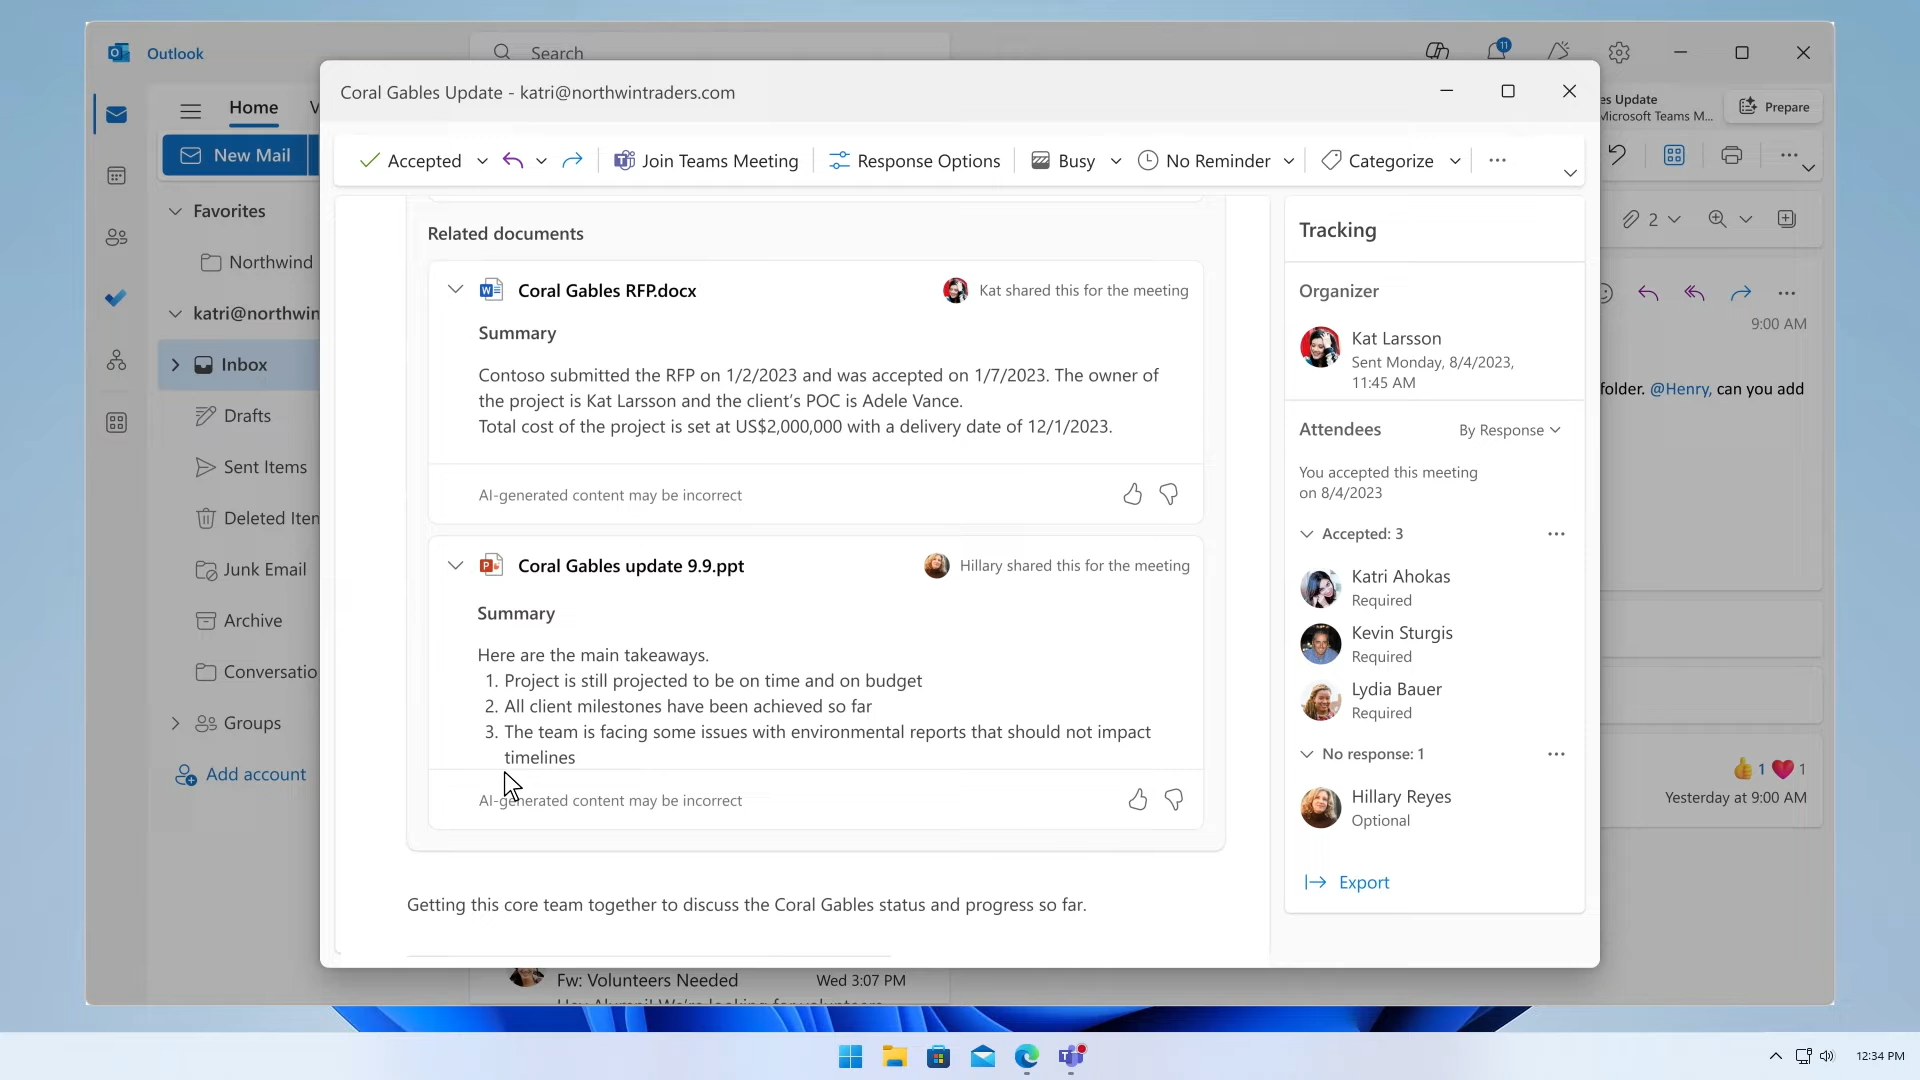 Outlook
Search
11
Coral Gables Update - katri@northwintraders.com
es Update
Microsoft Teams M...
Prepare
Home
New Mail
Accepted
Join Teams Meeting
Response Options
Busy
No Reminder
Categorize
Favorites
Northwind
katri@northwin
Inbox
Drafts
Sent Items
Deleted Iten
Junk Email
Archive
Conversatio
Groups
Add account
Related documents
Coral Gables RFP.docx
Kat shared this for the meeting
Summary
Contoso submitted the RFP on 1/2/2023 and was accepted on 1/7/2023. The owner of
the project is Kat Larsson and the client's POC is Adele Vance.
Total cost of the project is set at US$2,000,000 with a delivery date of 12/1/2023.
AI-generated content may be incorrect
Coral Gables update 9.9.ppt
Hillary shared this for the meeting
Summary
Here are the main takeaways.
1. Project is still projected to be on time and on budget
2. All client milestones have been achieved so far
3. The team is facing some issues with environmental reports that should not impact
timelines
AI-generated content may be incorrect
Getting this core team together to discuss the Coral Gables status and progress so far.
Tracking
Organizer
Kat Larsson
Sent Monday, 8/4/2023,
11:45 AM
Attendees
By Response
You accepted this meeting
on 8/4/2023
Accepted: 3
Katri Ahokas
Required
Kevin Sturgis
Required
Lydia Bauer
Required
No response: 1
Hillary Reyes
Optional
Export
2
9:00 AM
folder. @Henry, can you add
1
1
Yesterday at 9:00 AM
Fw: Volunteers Needed
Wed 3:07 PM
12:34 PM